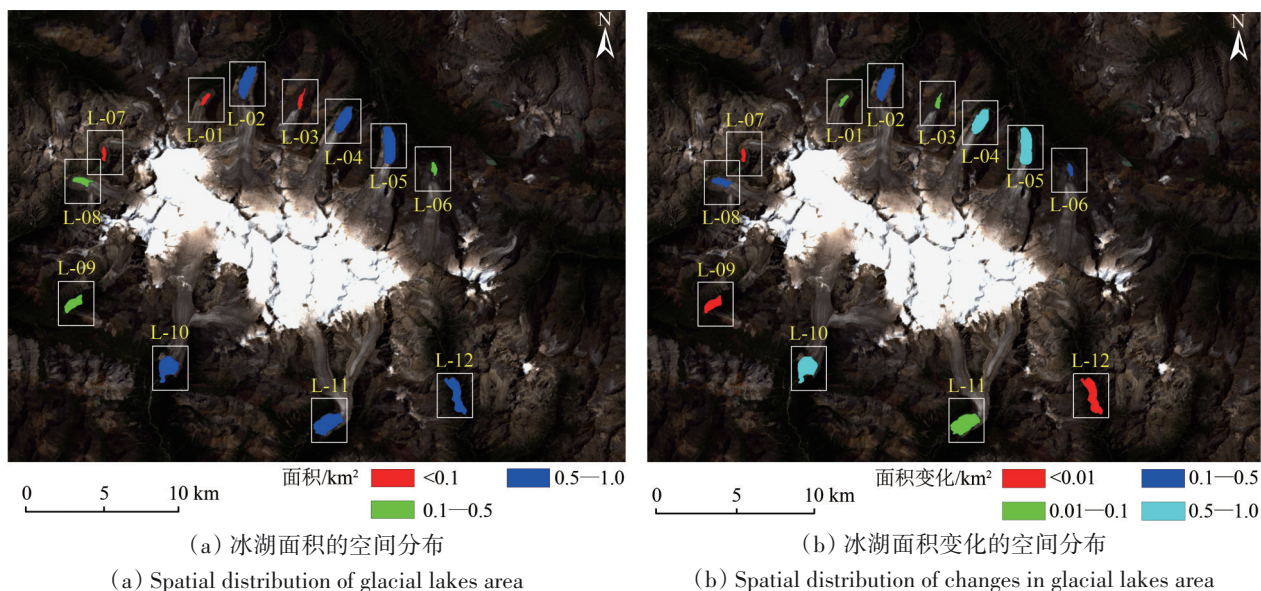 N
L-01
L-02
L-03
L-04
L-05
L-06
L-07
L-08
L-09
L-10
L-11
L-12
面积/km²
<0.1
0.5—1.0
0.1—0.5
0 5 10 km
(a)冰湖面积的空间分布
(a) Spatial distribution of glacial lakes area
N
L-01
L-02
L-03
L-04
L-05
L-06
L-07
L-08
L-09
L-10
L-11
L-12
面积变化/km²
<0.01
0.1—0.5
0.01—0.1
0.5—1.0
0 5 10 km
(b)冰湖面积变化的空间分布
(b) Spatial distribution of changes in glacial lakes area